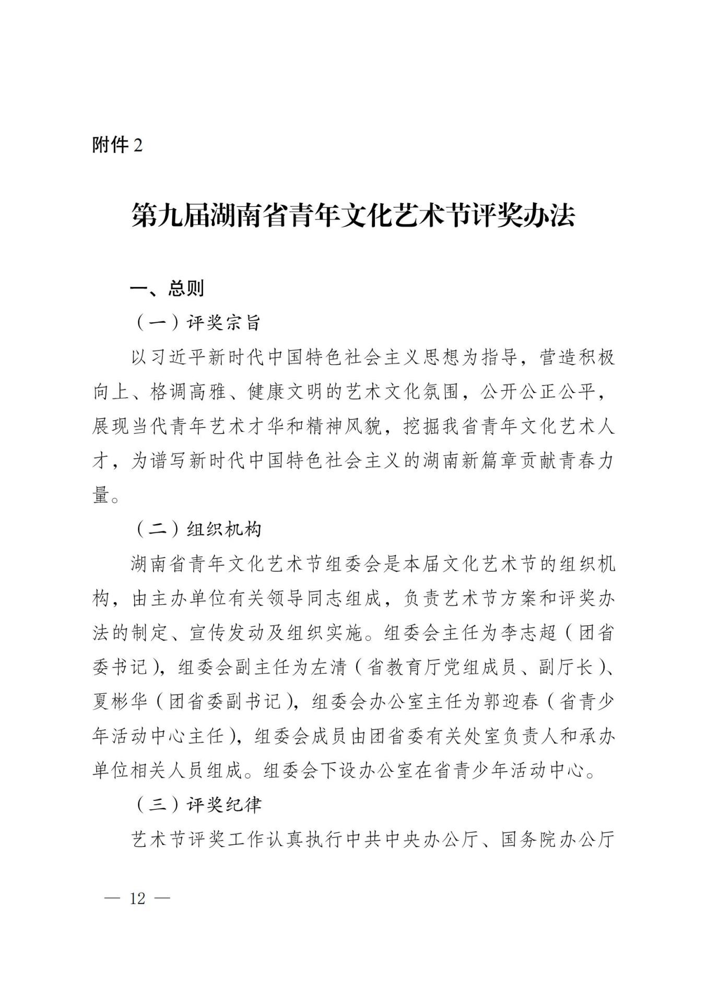 附件2
第九届湖南省青年文化艺术节评奖办法
一、总则
（一）评奖宗旨
以习近平新时代中国特色社会主义思想为指导，营造积极
向上、格调高雅、健康文明的艺术文化氛围，公开公正公平，
展现当代青年艺术才华和精神风貌，挖掘我省青年文化艺术人
才，为谱写新时代中国特色社会主义的湖南新篇章贡献青春力
量。
（二）组织机构
湖南省青年文化艺术节组委会是本届文化艺术节的组织机
构，由主办单位有关领导同志组成，负责艺术节方案和评奖办
法的制定、宣传发动及组织实施。组委会主任为李志超（团省
委书记），组委会副主任为左清（省教育厅党组成员、副厅长）、
夏彬华（团省委副书记），组委会办公室主任为郭迎春（省青少
年活动中心主任），组委会成员由团省委有关处室负责人和承办
单位相关人员组成。组委会下设办公室在省青少年活动中心。
（三）评奖纪律
艺术节评奖工作认真执行中共中央办公厅、国务院办公厅
— 12 —